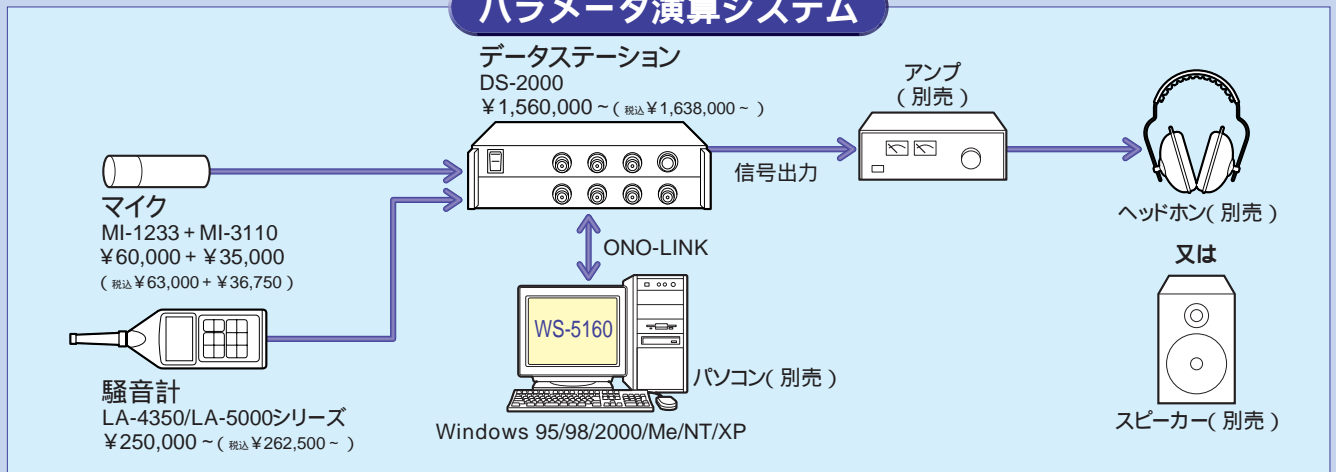 パラメータ演算システム
データステーション
DS-2000
¥1,560,000 ~ ( 税込 ¥1,638,000 ~ )
アンプ
( 別売 )
信号出力
ヘッドホン( 別売 )
マイク
MI-1233 + MI-3110
¥60,000 + ¥35,000
( 税込 ¥63,000 + ¥36,750 )
ONO-LINK
又は
WS-5160
パソコン( 別売 )
騒音計
LA-4350/LA-5000シリーズ
¥250,000 ~ ( 税込 ¥262,500 ~ )
Windows 95/98/2000/Me/NT/XP
スピーカー( 別売 )